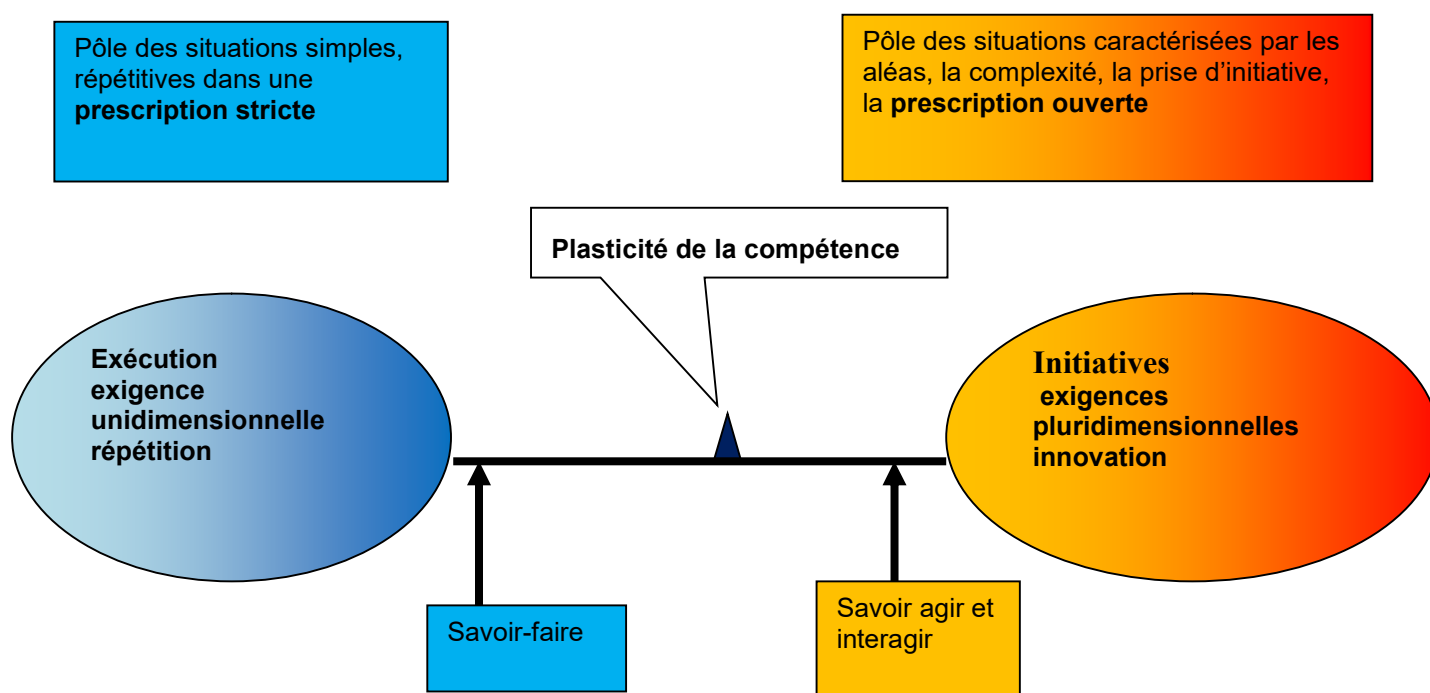 Pôle des situations simples,
répétitives dans une
prescription stricte
Pôle des situations caractérisées par les
aléas, la complexité, la prise d’initiative,
la prescription ouverte
Plasticité de la compétence
Exécution
exigence
unidimensionnelle
répétition
Initiatives
exigences
pluridimensionnelles
innovation
Savoir-faire
Savoir agir et
interagir